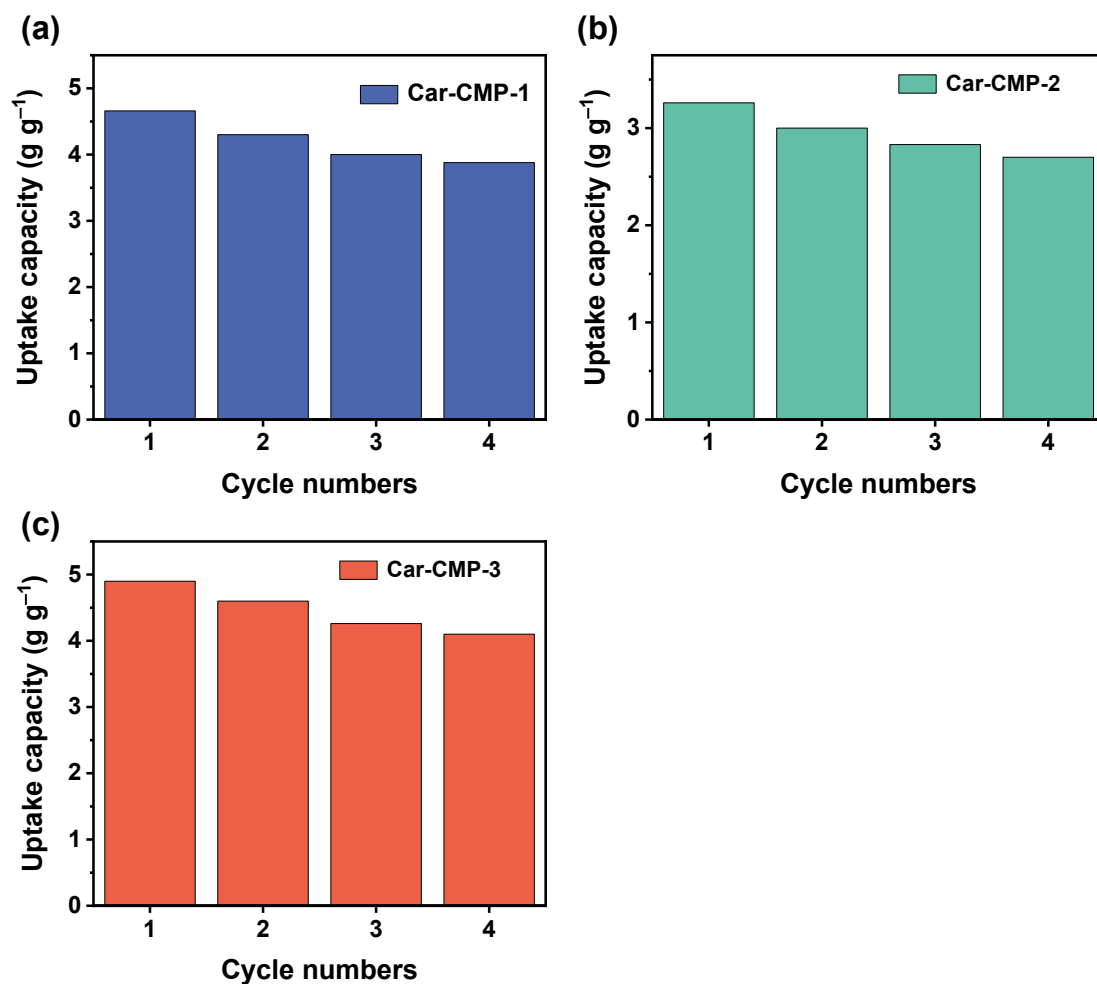 (a)
Uptake capacity (g g⁻¹)
5
4
3
2
1
0
Car-CMP-1
1 2 3 4
Cycle numbers
(b)
Uptake capacity (g g⁻¹)
3
2
1
0
Car-CMP-2
1 2 3 4
Cycle numbers
(c)
Uptake capacity (g g⁻¹)
5
4
3
2
1
0
Car-CMP-3
1 2 3 4
Cycle numbers